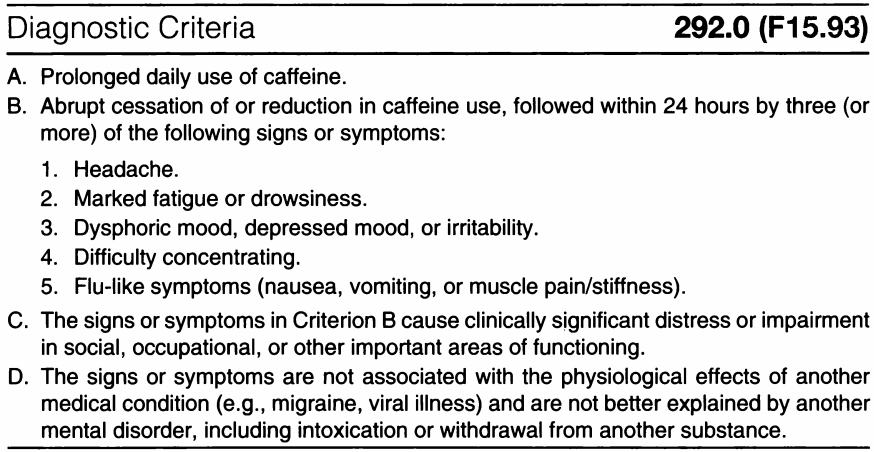 Diagnostic Criteria 292.0 (F15.93)
A. Prolonged daily use of caffeine.
B. Abrupt cessation of or reduction in caffeine use, followed within 24 hours by three (or
more) of the following signs or symptoms:
1. Headache.
2. Marked fatigue or drowsiness.
3. Dysphoric mood, depressed mood, or irritability.
4. Difficulty concentrating.
5. Flu-like symptoms (nausea, vomiting, or muscle pain/stiffness).
C. The signs or symptoms in Criterion B cause clinically significant distress or impairment
in social, occupational, or other important areas of functioning.
D. The signs or symptoms are not associated with the physiological effects of another
medical condition (e.g., migraine, viral illness) and are not better explained by another
mental disorder, including intoxication or withdrawal from another substance.